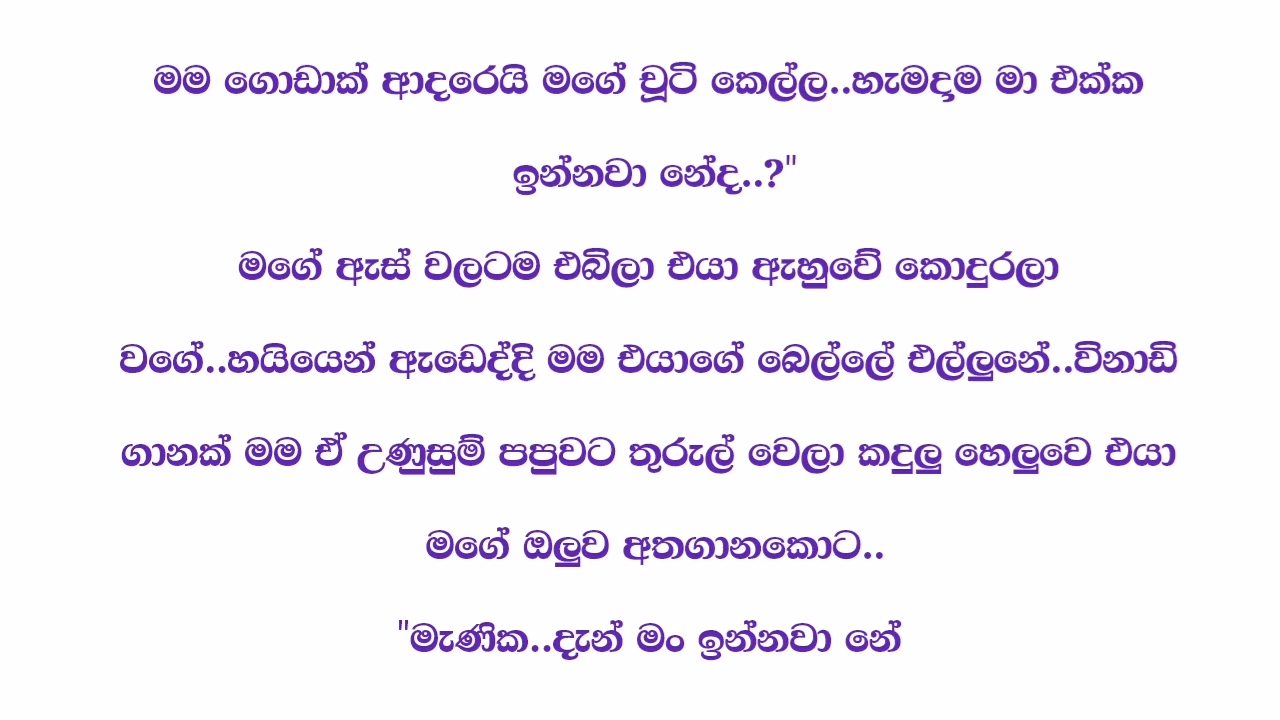 මම ගොඩාක් ආදරෙයි මගේ චූටි කෙල්ල..හැමදම මා එක්ක
ඉන්නවා නේද..?"
මගේ ඇස් වලටම එබිලා එයා ඇහුවේ කොඳුරලා
වගේ..හයියෙන් ඇඩෙද්දි මම එයාගේ බෙල්ලේ එල්ලුනේ..විනාඩි
ගානක් මම ඒ උණුසුම් පපුවට තුරුල් වෙලා කදුලු හෙලුවෙ එයා
මගේ ඔලුව අතගානකොට..
"මැණික..දැන් මං ඉන්නවා නේ